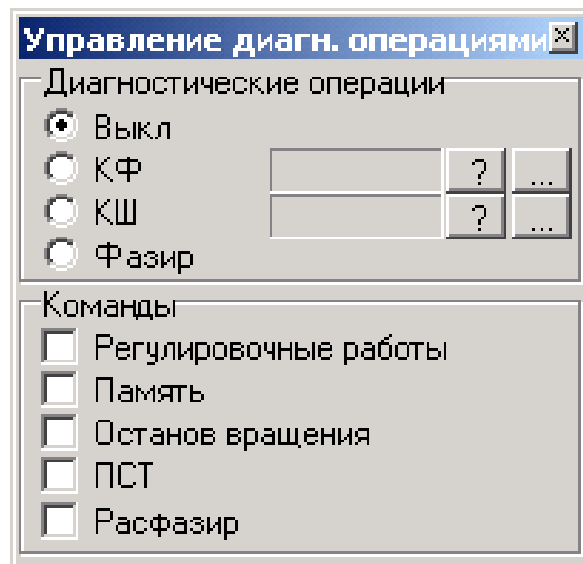 Управление диагн. операциями
Диагностические операции
Выкл
КФ ? ...
КШ ? ...
Фазир
Команды
Регулировочные работы
Память
Останов вращения
ПСТ
Расфазир